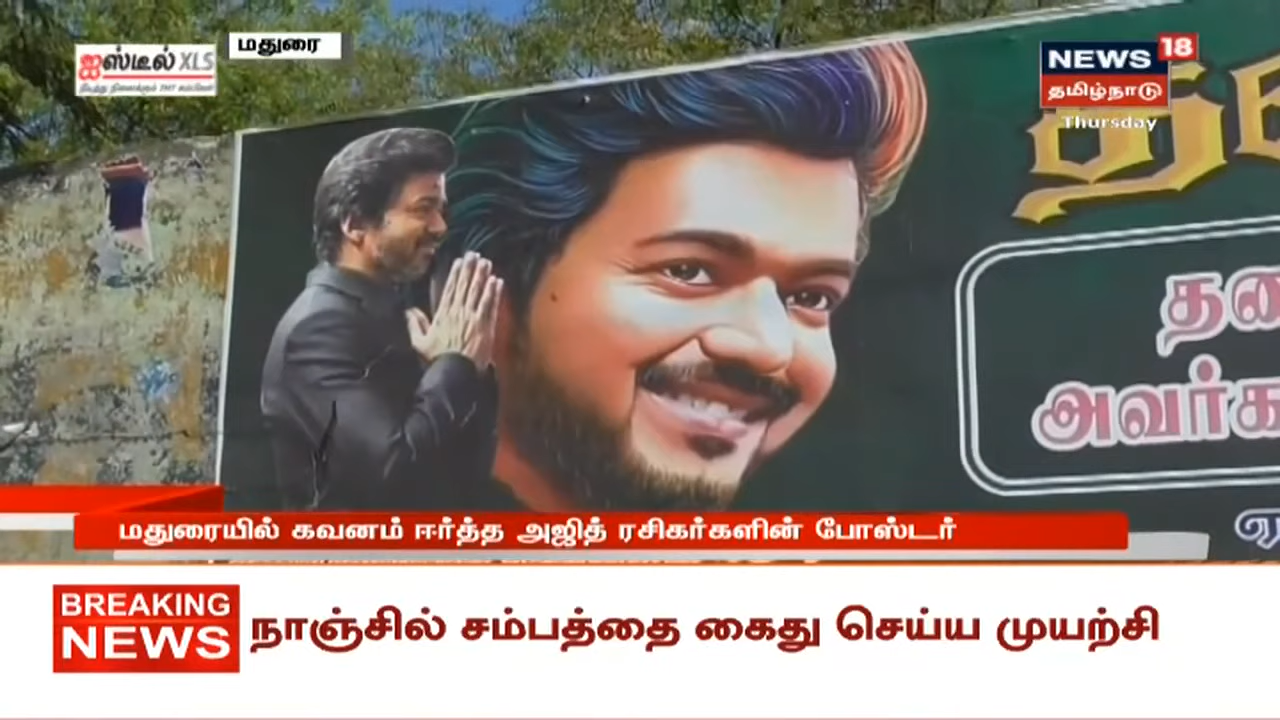 ஐஸ்டீல் XLS
மதுரை
NEWS 18
தமிழ்நாடு
Thursday
அவர்க
மதுரையில் கவனம் ஈர்த்த அஜித் ரசிகர்களின் போஸ்டர்
BREAKING NEWS
நாஞ்சில் சம்பத்தை கைது செய்ய முயற்சி